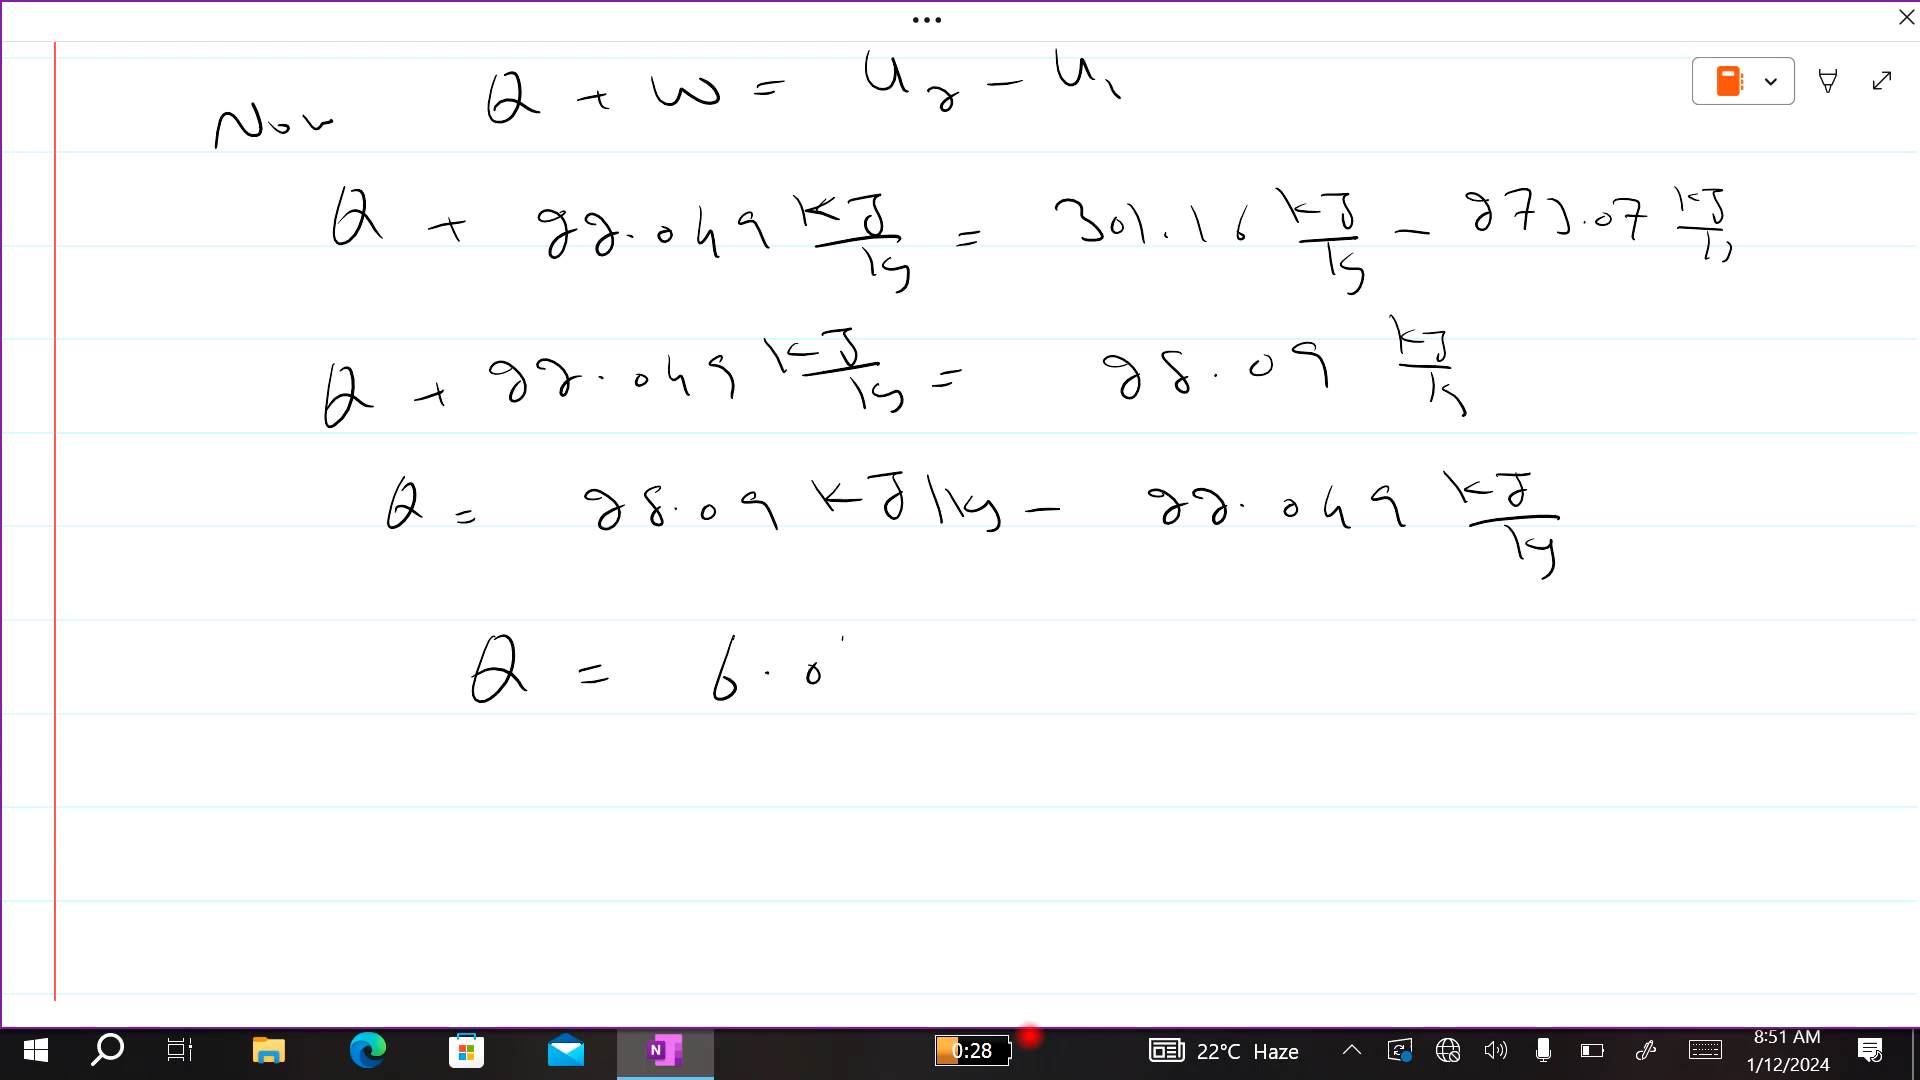 ...
Now Q + W = U₂ - U₁
Q + 22.049 kJ/kg = 301.16 kJ/kg - 273.07 kJ/kg
Q + 22.049 kJ/kg = 28.09 kJ/kg
Q = 28.09 kJ/kg - 22.049 kJ/kg
Q = 6.0
N 0:28 22°C Haze 8:51 AM
1/12/2024